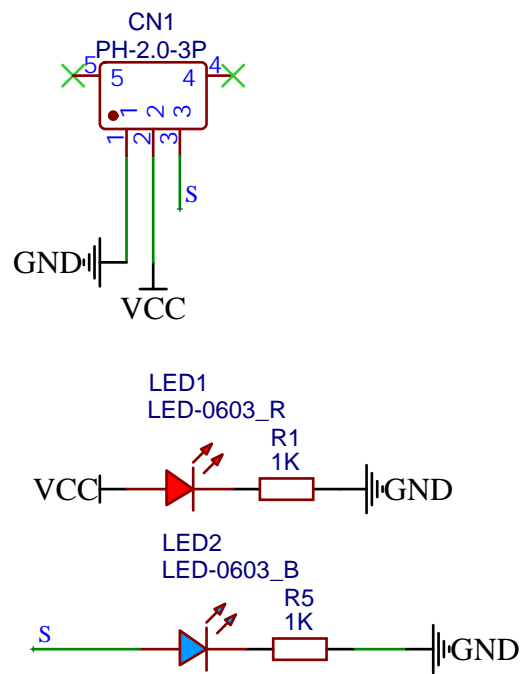 CN1
PH-2.0-3P
5 5 4 4
1 2 3
1 2 3
S
GND
VCC
LED1
LED-0603_R
R1
1K
VCC
GND
LED2
LED-0603_B
R5
1K
S
GND